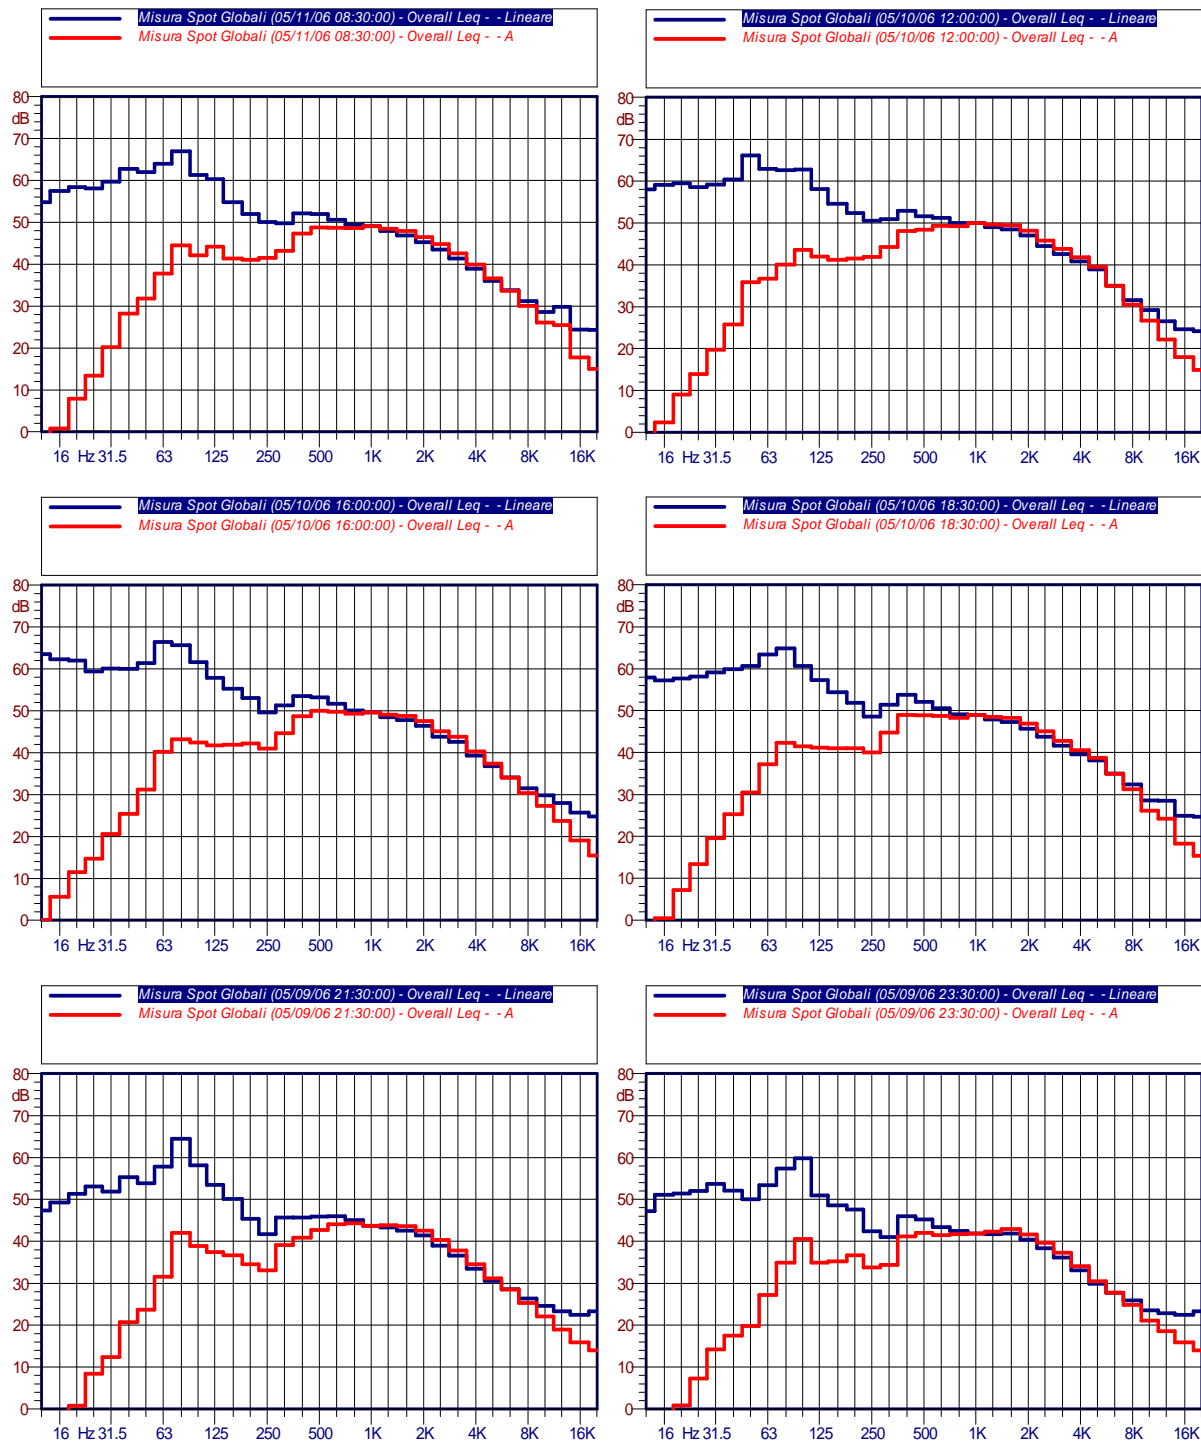 Misura Spot Globali (05/11/06 08:30:00) - Overall Leq - - Lineare
Misura Spot Globali (05/11/06 08:30:00) - Overall Leq - - A
80
dB
70
60
50
40
30
20
10
0
16 Hz 31.5 63 125 250 500 1K 2K 4K 8K 16K
Misura Spot Globali (05/10/06 12:00:00) - Overall Leq - - Lineare
Misura Spot Globali (05/10/06 12:00:00) - Overall Leq - - A
80
dB
70
60
50
40
30
20
10
0
16 Hz 31.5 63 125 250 500 1K 2K 4K 8K 16K
Misura Spot Globali (05/10/06 16:00:00) - Overall Leq - - Lineare
Misura Spot Globali (05/10/06 16:00:00) - Overall Leq - - A
80
dB
70
60
50
40
30
20
10
0
16 Hz 31.5 63 125 250 500 1K 2K 4K 8K 16K
Misura Spot Globali (05/10/06 18:30:00) - Overall Leq - - Lineare
Misura Spot Globali (05/10/06 18:30:00) - Overall Leq - - A
80
dB
70
60
50
40
30
20
10
0
16 Hz 31.5 63 125 250 500 1K 2K 4K 8K 16K
Misura Spot Globali (05/09/06 21:30:00) - Overall Leq - - Lineare
Misura Spot Globali (05/09/06 21:30:00) - Overall Leq - - A
80
dB
70
60
50
40
30
20
10
0
16 Hz 31.5 63 125 250 500 1K 2K 4K 8K 16K
Misura Spot Globali (05/09/06 23:30:00) - Overall Leq - - Lineare
Misura Spot Globali (05/09/06 23:30:00) - Overall Leq - - A
80
dB
70
60
50
40
30
20
10
0
16 Hz 31.5 63 125 250 500 1K 2K 4K 8K 16K